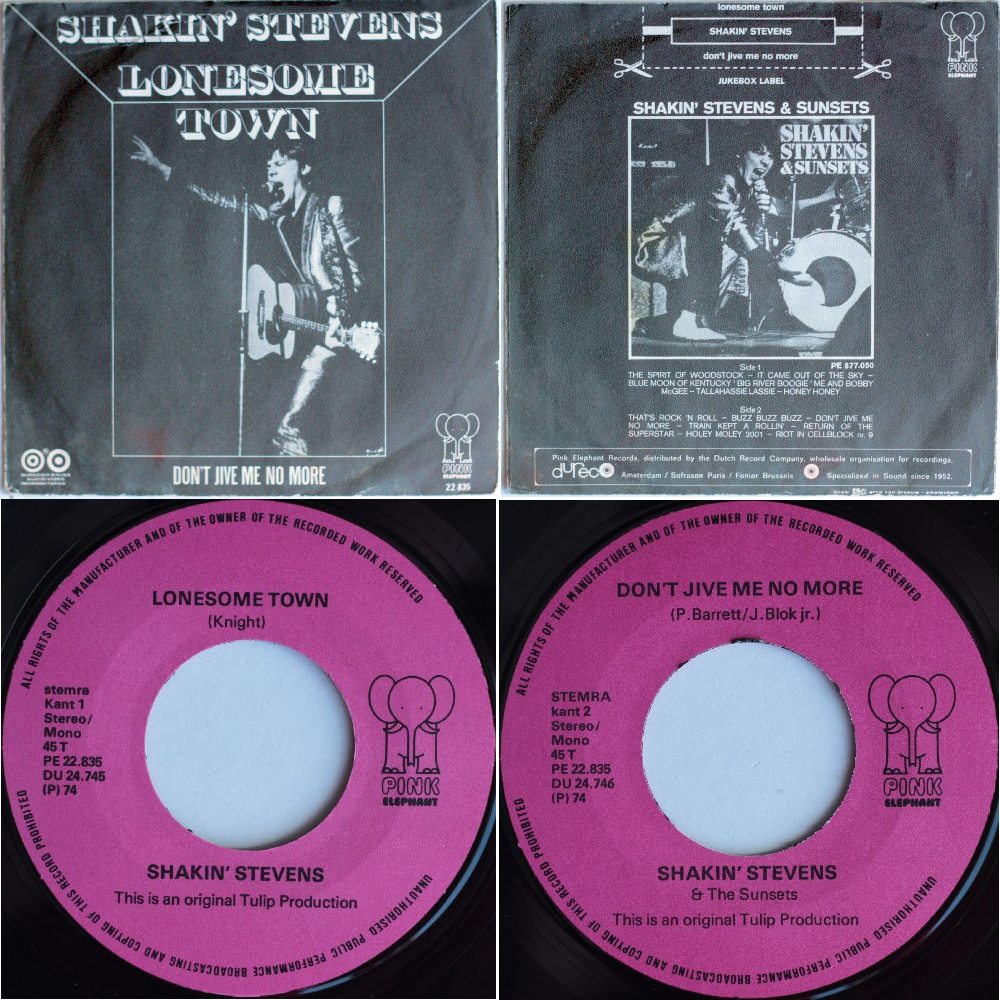 SHAKIN' STEVENS
LONESOME
TOWN
DON'T JIVE ME NO MORE
PINK
ELEPHANT
22 835
lonesome town
SHAKIN' STEVENS
don't jive me no more
JUKEBOX LABEL
PINK
ELEPHANT
SHAKIN' STEVENS & SUNSETS
SHAKIN'
STEVENS
& SUNSETS
Side 1
PE 877.050
THE SPIRIT OF WOODSTOCK – IT CAME OUT OF THE SKY –
BLUE MOON OF KENTUCKY ' BIG RIVER BOOGIE ' ME AND BOBBY
McGEE – TALLAHASSIE LASSIE – HONEY HONEY
Side 2
THAT'S ROCK 'N ROLL – BUZZ BUZZ BUZZ – DON'T JIVE ME
NO MORE – TRAIN KEPT A ROLLIN' – RETURN OF THE
SUPERSTAR – HOLEY MOLEY 2001 – RIOT IN CELLBLOCK nr. 9
Pink Elephant Records, distributed by the Dutch Record Company, wholesale organisation for recordings.
dureco Amsterdam / Sofrason Paris / Fonior Brussels Specialized in Sound since 1952.
ALL RIGHTS OF THE MANUFACTURER AND OF THE OWNER OF THE RECORDED WORK RESERVED
LONESOME TOWN
(Knight)
stemra
Kant 1
Stereo/
Mono
45 T
PE 22.835
DU 24.745
(P) 74
PINK
ELEPHANT
SHAKIN' STEVENS
This is an original Tulip Production
UNAUTHORISED PUBLIC PERFORMANCE BROADCASTING AND COPYING OF THIS RECORD PROHIBITED
ALL RIGHTS OF THE MANUFACTURER AND OF THE OWNER OF THE RECORDED WORK RESERVED
DON'T JIVE ME NO MORE
(P. Barrett/J. Blok jr.)
STEMRA
kant 2
Stereo/
Mono
45 T
PE 22.835
DU 24.746
(P) 74
PINK
ELEPHANT
SHAKIN' STEVENS
& The Sunsets
This is an original Tulip Production
UNAUTHORISED PUBLIC PERFORMANCE BROADCASTING AND COPYING OF THIS RECORD PROHIBITED